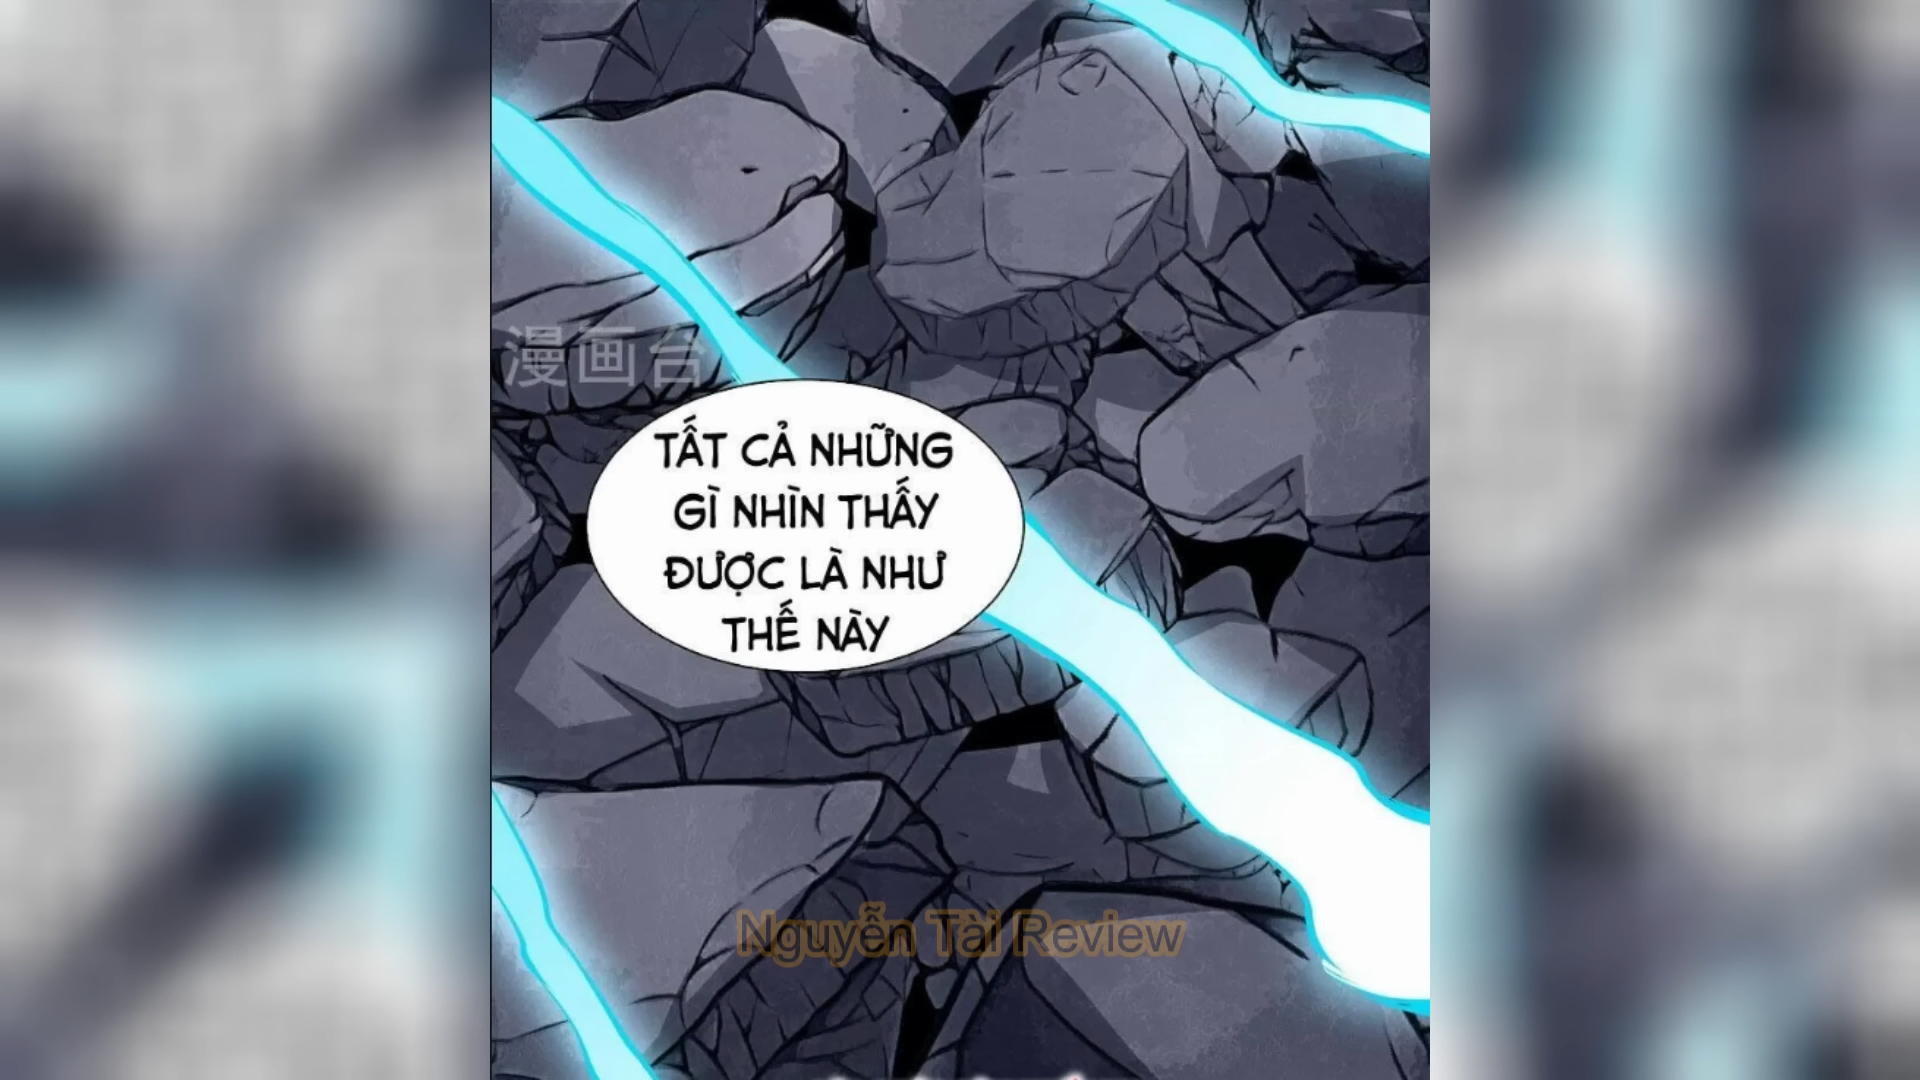 漫画台
TẤT CẢ NHỮNG
GÌ NHÌN THẤY
ĐƯỢC LÀ NHƯ
THẾ NÀY
Nguyễn Tài Review